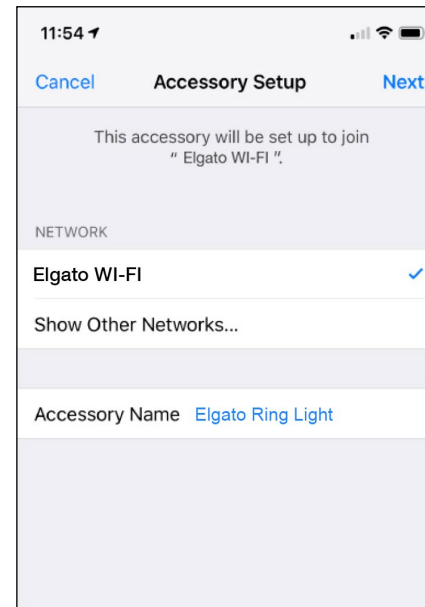 11:54
Cancel Accessory Setup Next
This accessory will be set up to join
“ Elgato WI-FI ”.
NETWORK
Elgato WI-FI
Show Other Networks...
Accessory Name Elgato Ring Light